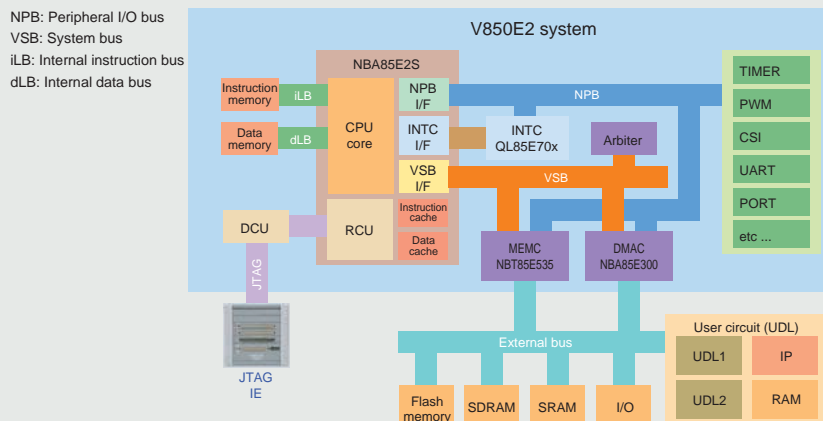 NPB: Peripheral I/O bus
VSB: System bus
iLB: Internal instruction bus
dLB: Internal data bus
V850E2 system
NBA85E2S
Instruction
memory
iLB
Data
memory
dLB
CPU
core
NPB
I/F
INTC
I/F
VSB
I/F
NPB
INTC
QL85E70x
Arbiter
VSB
TIMER
PWM
CSI
UART
PORT
etc ...
DCU
RCU
Instruction
cache
Data
cache
MEMC
NBT85E535
DMAC
NBA85E300
JTAG
JTAG
IE
External bus
Flash
memory
SDRAM
SRAM
I/O
User circuit (UDL)
UDL1
IP
UDL2
RAM